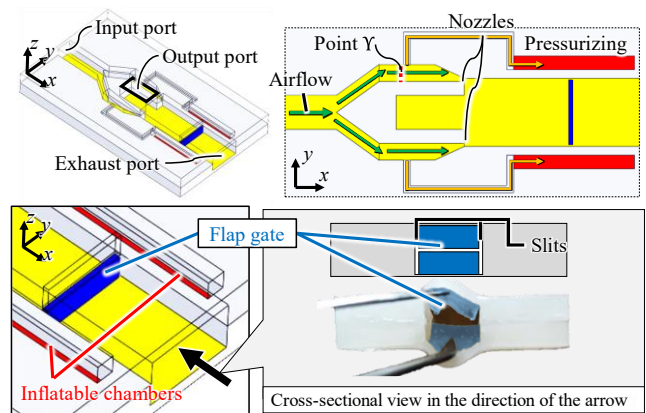 z
y
x
Input port
Output port
Exhaust port
Nozzles
Point ϒ
Pressurizing
Airflow
y
x
z
y
x
Flap gate
Inflatable chambers
Slits
Cross-sectional view in the direction of the arrow